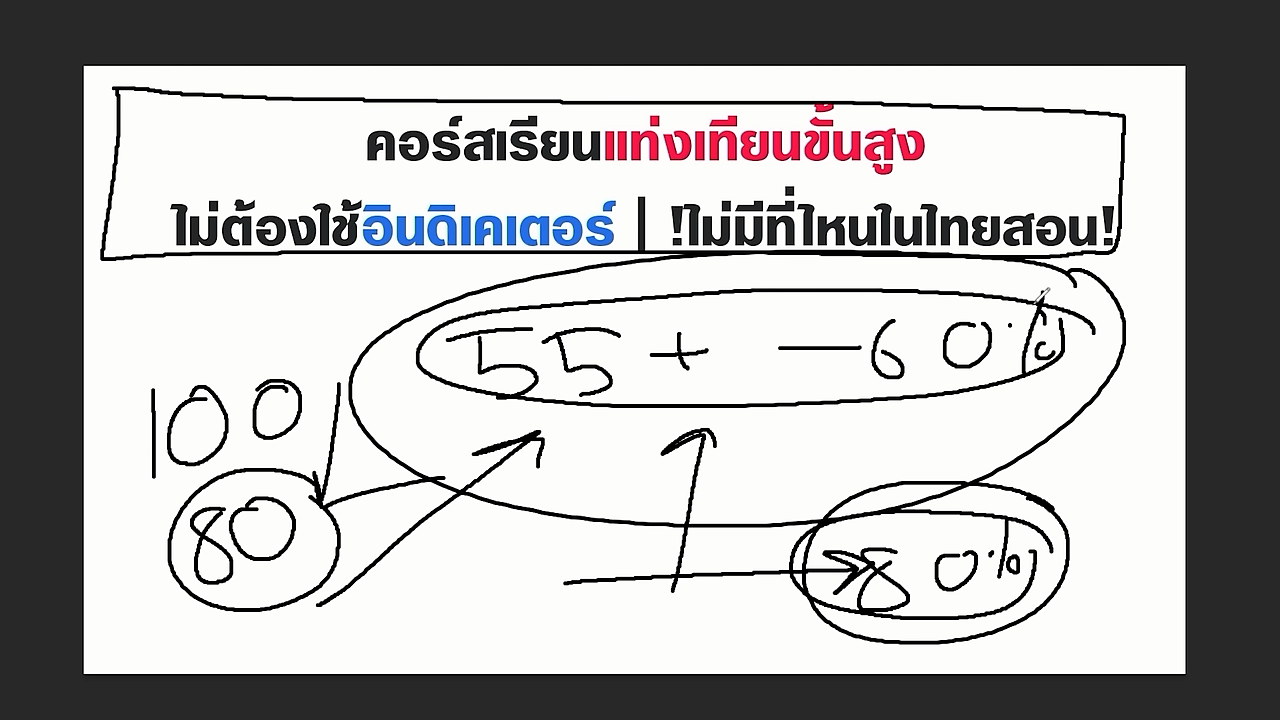 คอร์สเรียนแท่งเทียนขั้นสูง
ไม่ต้องใช้อินดิเคเตอร์ | !ไม่มีที่ไหนในไทยสอน!
55 + — 60%
100
80
80%